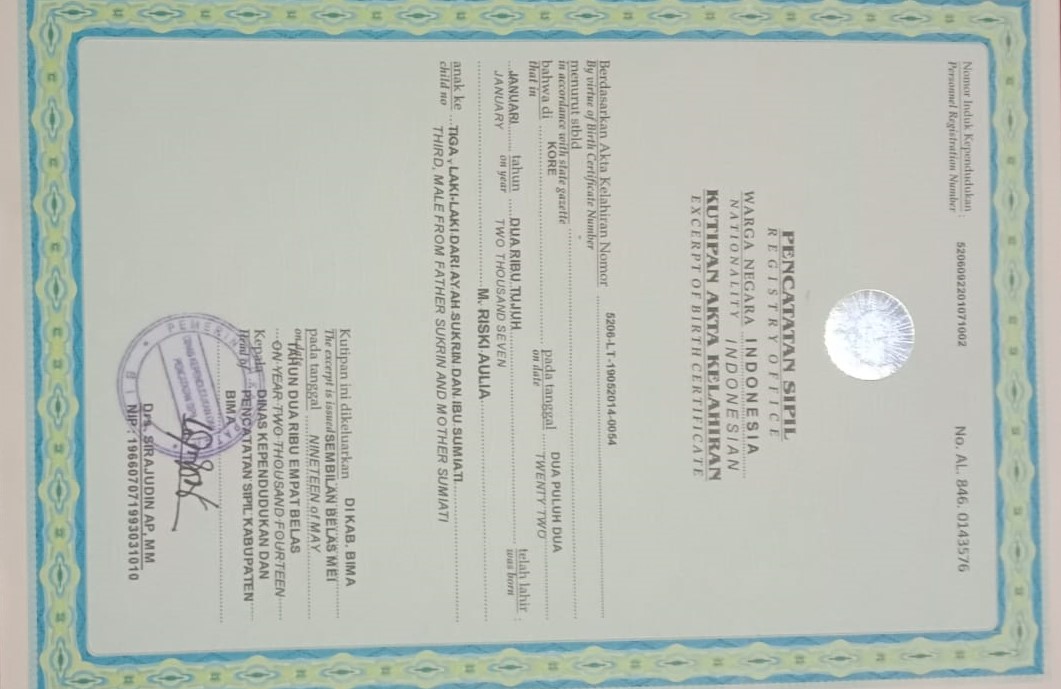 Nomor Induk Kependudukan : 5206092201071002 No. AL. 846. 0143576
Personnel Registration Number
PENCATATAN SIPIL
REGISTRY OFFICE
WARGA NEGARA INDONESIA
NATIONALITY INDONESIAN
KUTIPAN AKTA KELAHIRAN
EXCERPT OF BIRTH CERTIFICATE
Berdasarkan Akta Kelahiran Nomor 5206-LT-19052014-0054
By virtue of Birth Certificate Number
menurut stbld
in accordance with state gazette
bahwa di KORE pada tanggal DUA PULUH DUA
that in on date TWENTY TWO
JANUARI tahun DUA RIBU TUJUH telah lahir :
JANUARY on year TWO THOUSAND SEVEN was born
M. RISKI AULIA
anak ke TIGA, LAKI-LAKI DARI AYAH SUKRIN DAN IBU SUMIATI
child no THIRD, MALE FROM FATHER SUKRIN AND MOTHER SUMIATI
Kutipan ini dikeluarkan DI KAB. BIMA
The excerpt is issued SEMBILAN BELAS MEI
pada tanggal NINETEEN of MAY
on date TAHUN DUA RIBU EMPAT BELAS
ON YEAR TWO THOUSAND FOURTEEN
Kepala DINAS KEPENDUDUKAN DAN
Head of PENCATATAN SIPIL KABUPATEN
BIMA
Drs. SIRAJUDIN AP, MM
NIP : 196607071993031010